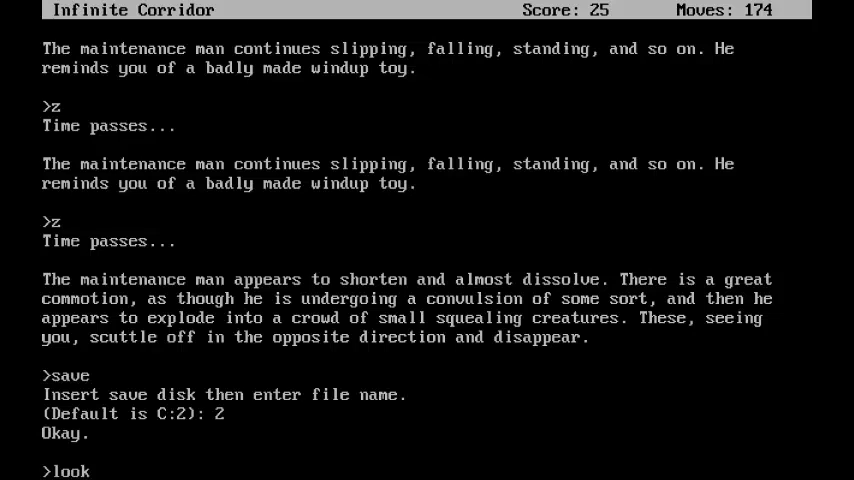 Infinite Corridor Score: 25 Moves: 174
The maintenance man continues slipping, falling, standing, and so on. He
reminds you of a badly made windup toy.
>z
Time passes...
The maintenance man continues slipping, falling, standing, and so on. He
reminds you of a badly made windup toy.
>z
Time passes...
The maintenance man appears to shorten and almost dissolve. There is a great
commotion, as though he is undergoing a convulsion of some sort, and then he
appears to explode into a crowd of small squealing creatures. These, seeing
you, scuttle off in the opposite direction and disappear.
>save
Insert save disk then enter file name.
(Default is C:2): 2
Okay.
>look